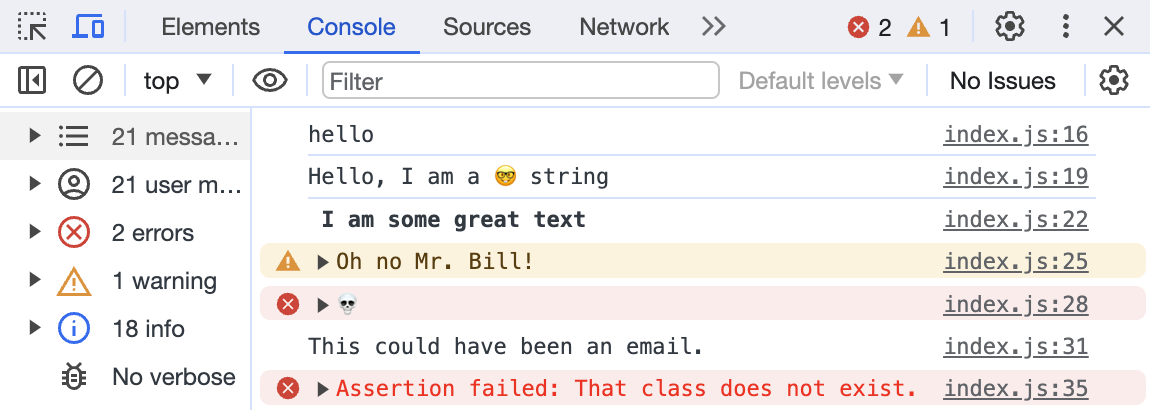 Elements Console Sources Network 2 1
top Filter Default levels No Issues
21 messa… hello index.js:16
21 user m… Hello, I am a 🤓 string index.js:19
2 errors I am some great text index.js:22
1 warning Oh no Mr. Bill! index.js:25
18 info 💀 index.js:28
No verbose This could have been an email. index.js:31
Assertion failed: That class does not exist. index.js:35